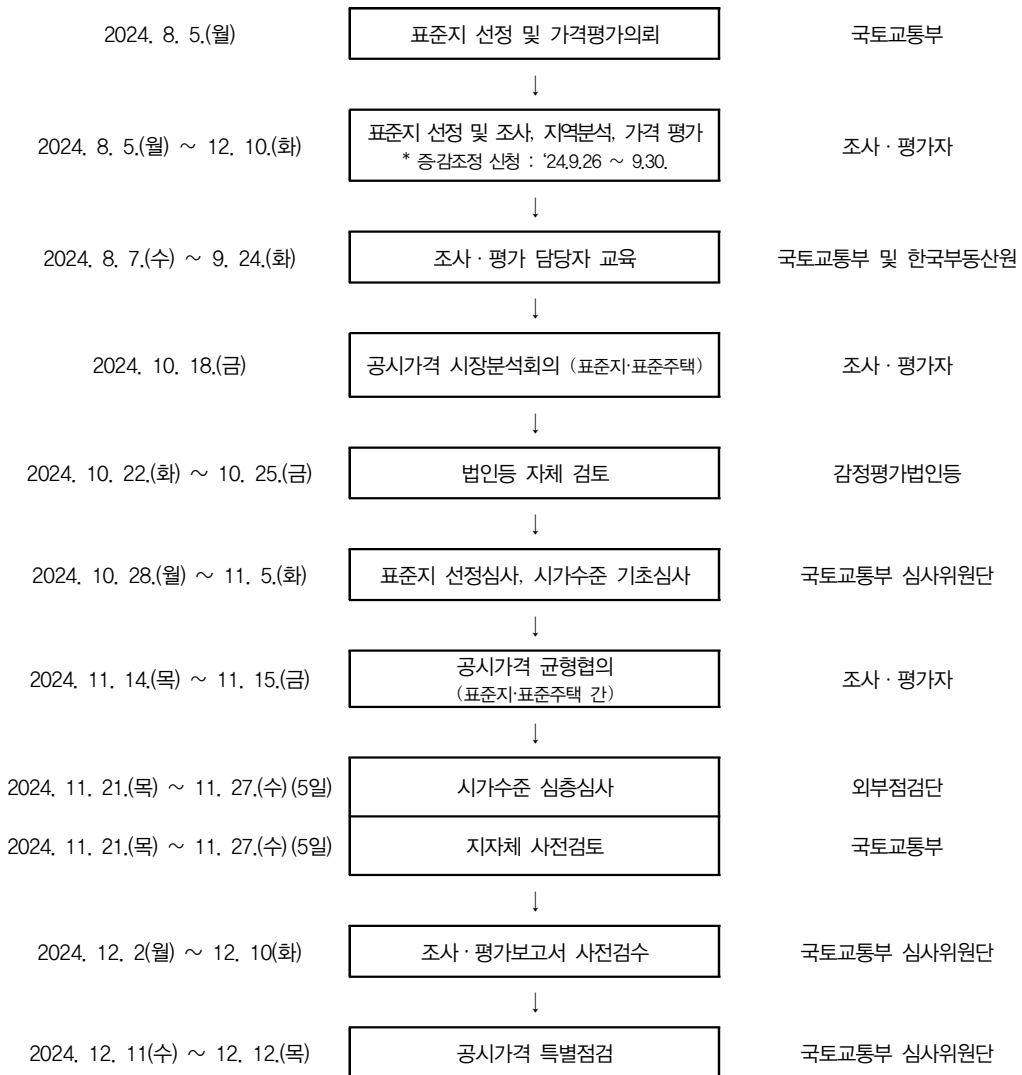 2024. 8. 5.(월) 표준지 선정 및 가격평가의뢰 국토교통부
↓
2024. 8. 5.(월) ~ 12. 10.(화) 표준지 선정 및 조사, 지역분석, 가격 평가 조사 · 평가자
* 증·감조정 신청 : ‘24.9.26 ~ 9.30.
↓
2024. 8. 7.(수) ~ 9. 24.(화) 조사 · 평가 담당자 교육 국토교통부 및 한국부동산원
↓
2024. 10. 18.(금) 공시가격 시장분석회의 (표준지·표준주택) 조사 · 평가자
↓
2024. 10. 22.(화) ~ 10. 25.(금) 법인등 자체 검토 감정평가법인등
↓
2024. 10. 28.(월) ~ 11. 5.(화) 표준지 선정심사, 시가수준 기초심사 국토교통부 심사위원단
↓
2024. 11. 14.(목) ~ 11. 15.(금) 공시가격 균형협의 조사 · 평가자
(표준지·표준주택 간)
↓
2024. 11. 21.(목) ~ 11. 27.(수)(5일) 시가수준 심층심사 외부점검단
2024. 11. 21.(목) ~ 11. 27.(수)(5일) 지자체 사전검토 국토교통부
↓
2024. 12. 2(월) ~ 12. 10(화) 조사 · 평가보고서 사전검수 국토교통부 심사위원단
↓
2024. 12. 11(수) ~ 12. 12.(목) 공시가격 특별점검 국토교통부 심사위원단